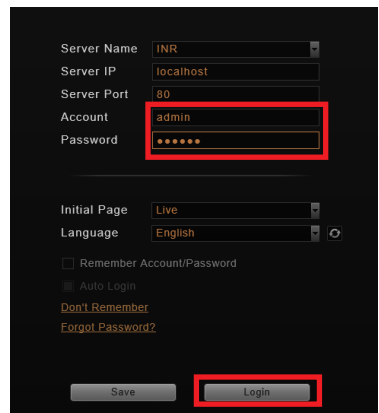 Server Name INR
Server IP localhost
Server Port 80
Account admin
Password ●●●●●●
Initial Page Live
Language English
Remember Account/Password
Auto Login
Don't Remember
Forgot Password?
Save Login